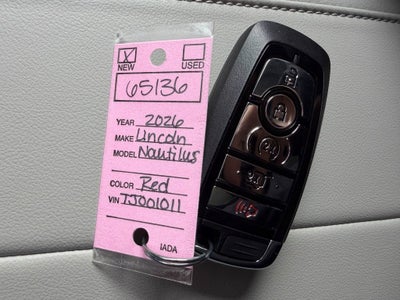 X
NEW USED
65136
YEAR 2026
MAKE Lincoln
MODEL Nautilus
COLOR Red
VIN TJ001011
IADA